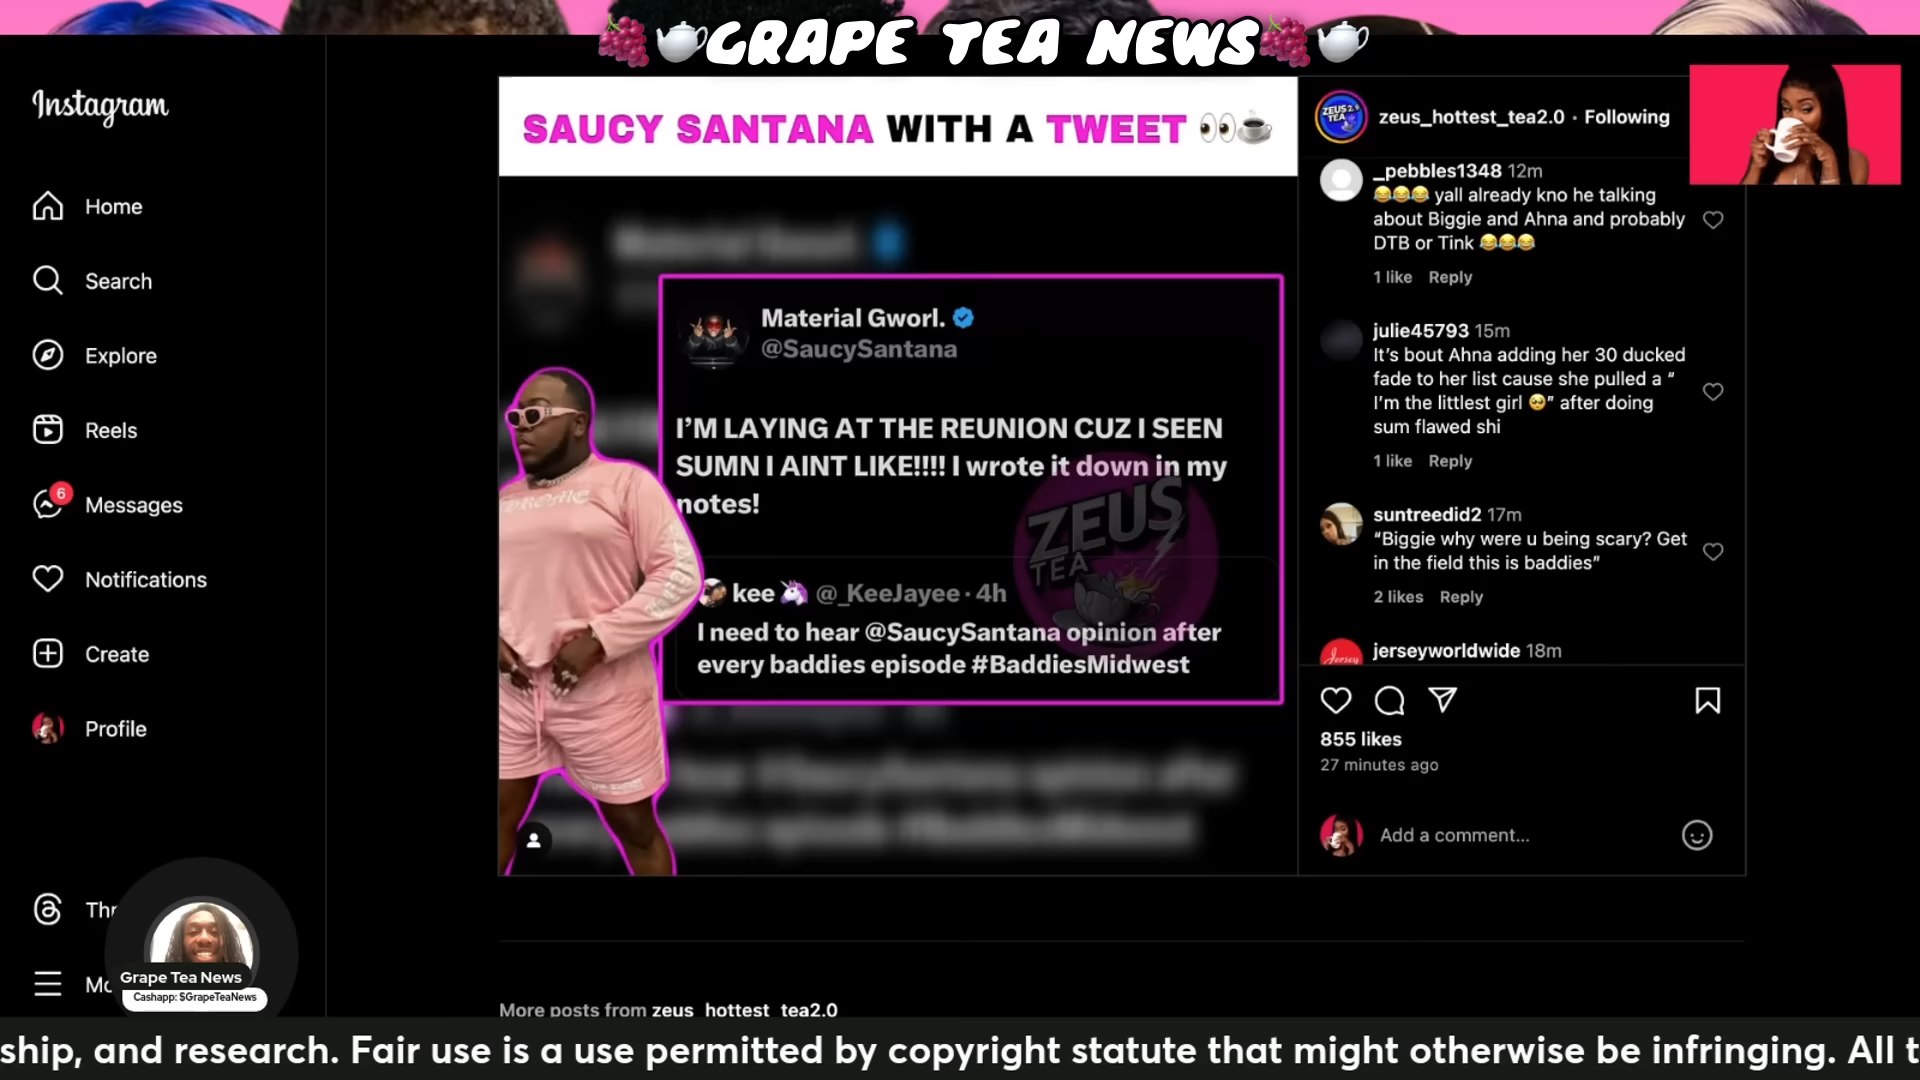 GRAPE TEA NEWS
Instagram
Home
Search
Explore
Reels
6
Messages
Notifications
Create
Profile
Thr
Mo
Grape Tea News
Cashapp: $GrapeTeaNews
SAUCY SANTANA WITH A TWEET 👀☕
Material Gworl.
@SaucySantana
I'M LAYING AT THE REUNION CUZ I SEEN
SUMN I AINT LIKE!!!! I wrote it down in my
notes!
ZEUS
TEA
kee🦄 @_KeeJayee · 4h
I need to hear @SaucySantana opinion after
every baddies episode #BaddiesMidwest
ZEUS 2.0
TEA
zeus_hottest_tea2.0 · Following
_pebbles1348 12m
😂😂😂 yall already kno he talking
about Biggie and Ahna and probably
DTB or Tink 😂😂😂
1 like Reply
julie45793 15m
It's bout Ahna adding her 30 ducked
fade to her list cause she pulled a “
I'm the littlest girl 🥺” after doing
sum flawed shi
1 like Reply
suntreedid2 17m
“Biggie why were u being scary? Get
in the field this is baddies”
2 likes Reply
Jersey
jerseyworldwide 18m
855 likes
27 minutes ago
Add a comment...
More posts from zeus_hottest_tea2.0
ship, and research. Fair use is a use permitted by copyright statute that might otherwise be infringing. All t